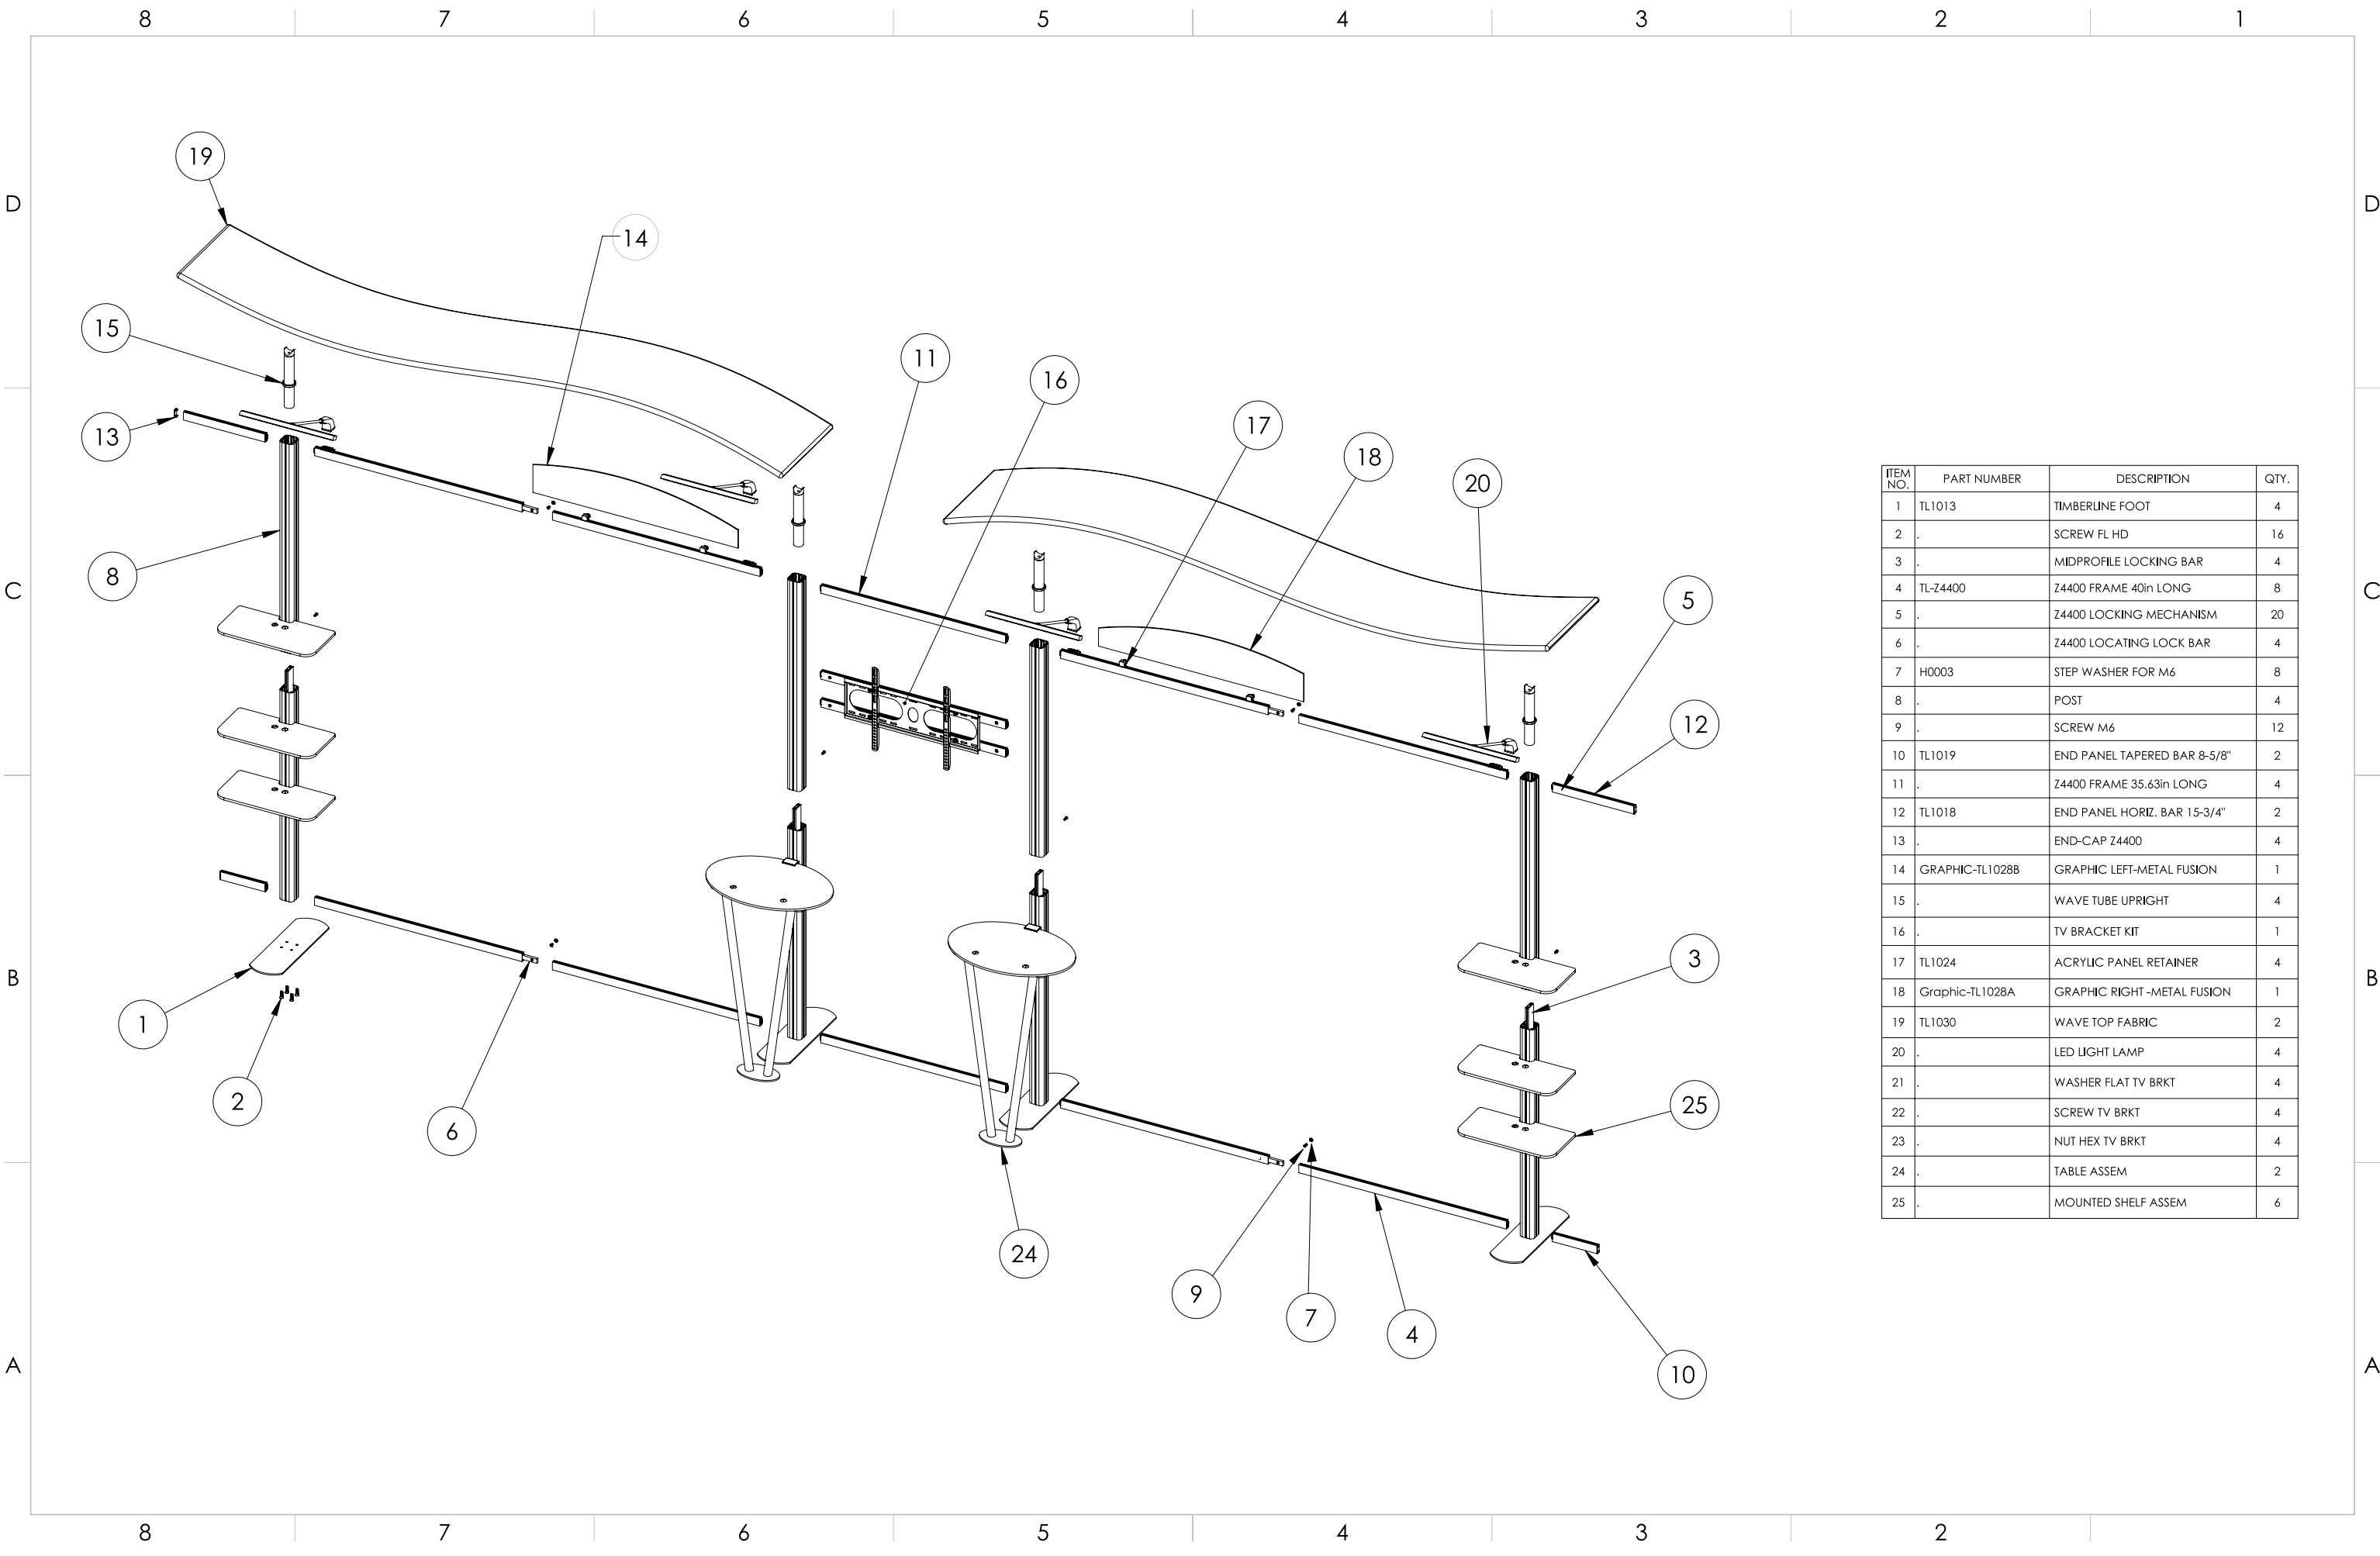 8 7 6 5 4 3 2 1
D D
19
14
15
11
16
13
17
18
20
8
C C
5
12
ITEM NO. PART NUMBER DESCRIPTION QTY.
1 TL1013 TIMBERLINE FOOT 4
2 . SCREW FL HD 16
3 . MIDPROFILE LOCKING BAR 4
4 TL-Z4400 Z4400 FRAME 40in LONG 8
5 . Z4400 LOCKING MECHANISM 20
6 . Z4400 LOCATING LOCK BAR 4
7 H0003 STEP WASHER FOR M6 8
8 . POST 4
9 . SCREW M6 12
10 TL1019 END PANEL TAPERED BAR 8-5/8" 2
11 . Z4400 FRAME 35.63in LONG 4
12 TL1018 END PANEL HORIZ. BAR 15-3/4" 2
13 . END-CAP Z4400 4
14 GRAPHIC-TL1028B GRAPHIC LEFT-METAL FUSION 1
15 . WAVE TUBE UPRIGHT 4
16 . TV BRACKET KIT 1
17 TL1024 ACRYLIC PANEL RETAINER 4
18 Graphic-TL1028A GRAPHIC RIGHT -METAL FUSION 1
19 TL1030 WAVE TOP FABRIC 2
20 . LED LIGHT LAMP 4
21 . WASHER FLAT TV BRKT 4
22 . SCREW TV BRKT 4
23 . NUT HEX TV BRKT 4
24 . TABLE ASSEM 2
25 . MOUNTED SHELF ASSEM 6
3
B B
1
2
6
25
24
9
7
4
10
A A
8 7 6 5 4 3 2